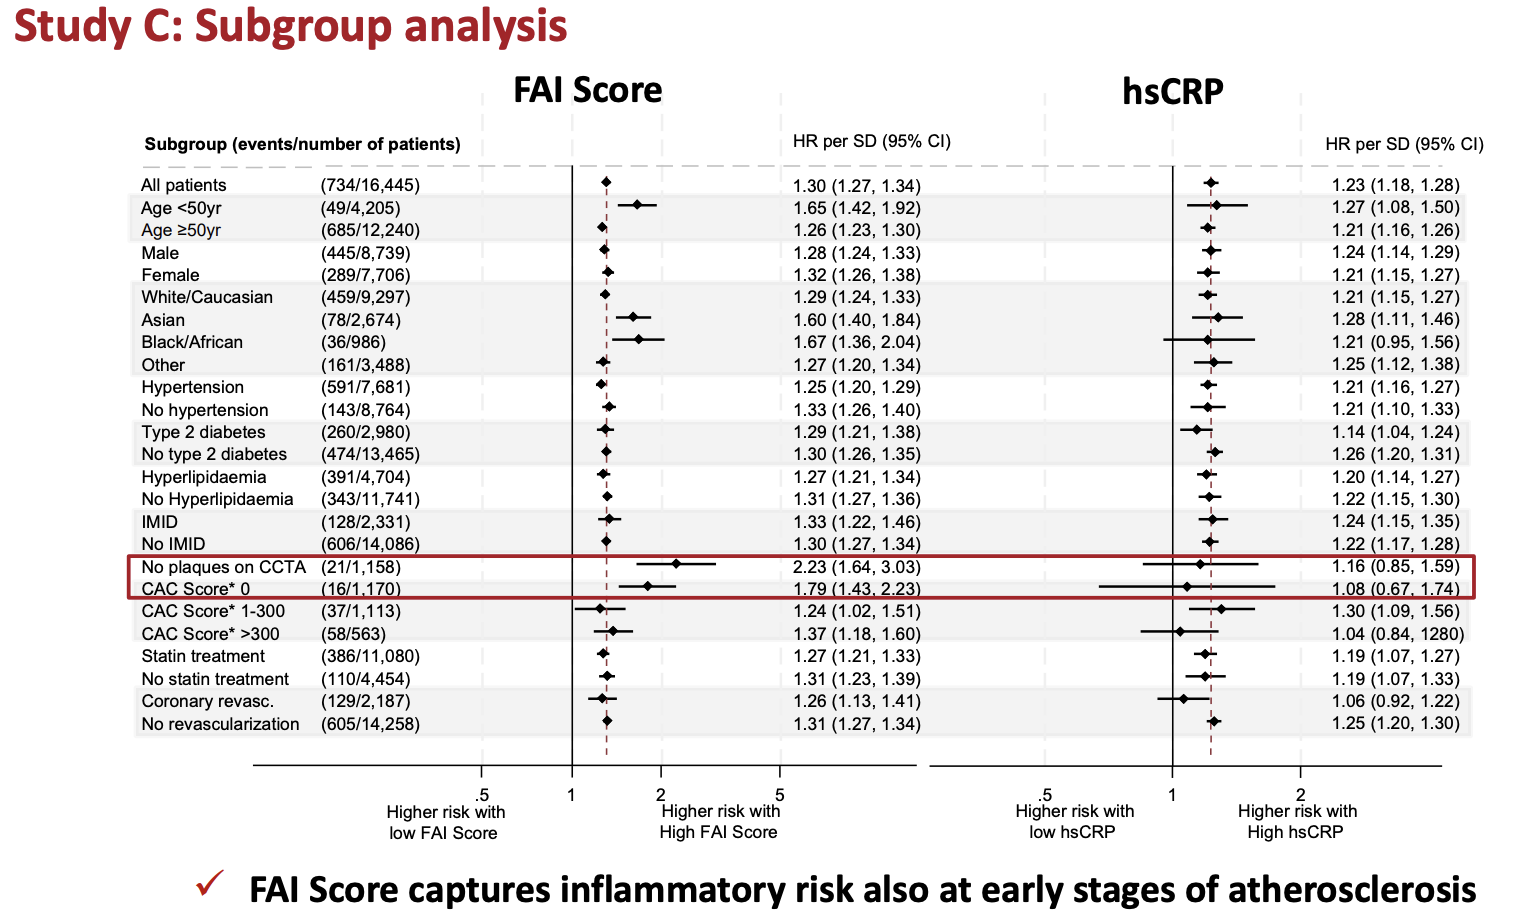 Study C: Subgroup analysis
FAI Score hsCRP
Subgroup (events/number of patients) HR per SD (95% CI) HR per SD (95% CI)
All patients (734/16,445) 1.30 (1.27, 1.34) 1.23 (1.18, 1.28)
Age <50yr (49/4,205) 1.65 (1.42, 1.92) 1.27 (1.08, 1.50)
Age ≥50yr (685/12,240) 1.26 (1.23, 1.30) 1.21 (1.16, 1.26)
Male (445/8,739) 1.28 (1.24, 1.33) 1.24 (1.14, 1.29)
Female (289/7,706) 1.32 (1.26, 1.38) 1.21 (1.15, 1.27)
White/Caucasian (459/9,297) 1.29 (1.24, 1.33) 1.21 (1.15, 1.27)
Asian (78/2,674) 1.60 (1.40, 1.84) 1.28 (1.11, 1.46)
Black/African (36/986) 1.67 (1.36, 2.04) 1.21 (0.95, 1.56)
Other (161/3,488) 1.27 (1.20, 1.34) 1.25 (1.12, 1.38)
Hypertension (591/7,681) 1.25 (1.20, 1.29) 1.21 (1.16, 1.27)
No hypertension (143/8,764) 1.33 (1.26, 1.40) 1.21 (1.10, 1.33)
Type 2 diabetes (260/2,980) 1.29 (1.21, 1.38) 1.14 (1.04, 1.24)
No type 2 diabetes (474/13,465) 1.30 (1.26, 1.35) 1.26 (1.20, 1.31)
Hyperlipidaemia (391/4,704) 1.27 (1.21, 1.34) 1.20 (1.14, 1.27)
No Hyperlipidaemia (343/11,741) 1.31 (1.27, 1.36) 1.22 (1.15, 1.30)
IMID (128/2,331) 1.33 (1.22, 1.46) 1.24 (1.15, 1.35)
No IMID (606/14,086) 1.30 (1.27, 1.34) 1.22 (1.17, 1.28)
No plaques on CCTA (21/1,158) 2.23 (1.64, 3.03) 1.16 (0.85, 1.59)
CAC Score* 0 (16/1,170) 1.79 (1.43, 2.23) 1.08 (0.67, 1.74)
CAC Score* 1-300 (37/1,113) 1.24 (1.02, 1.51) 1.30 (1.09, 1.56)
CAC Score* >300 (58/563) 1.37 (1.18, 1.60) 1.04 (0.84, 1280)
Statin treatment (386/11,080) 1.27 (1.21, 1.33) 1.19 (1.07, 1.27)
No statin treatment (110/4,454) 1.31 (1.23, 1.39) 1.19 (1.07, 1.33)
Coronary revasc. (129/2,187) 1.26 (1.13, 1.41) 1.06 (0.92, 1.22)
No revascularization (605/14,258) 1.31 (1.27, 1.34) 1.25 (1.20, 1.30)
.5 1 2 5 .5 1 2
Higher risk with Higher risk with Higher risk with Higher risk with
low FAI Score High FAI Score low hsCRP High hsCRP
✓ FAI Score captures inflammatory risk also at early stages of atherosclerosis